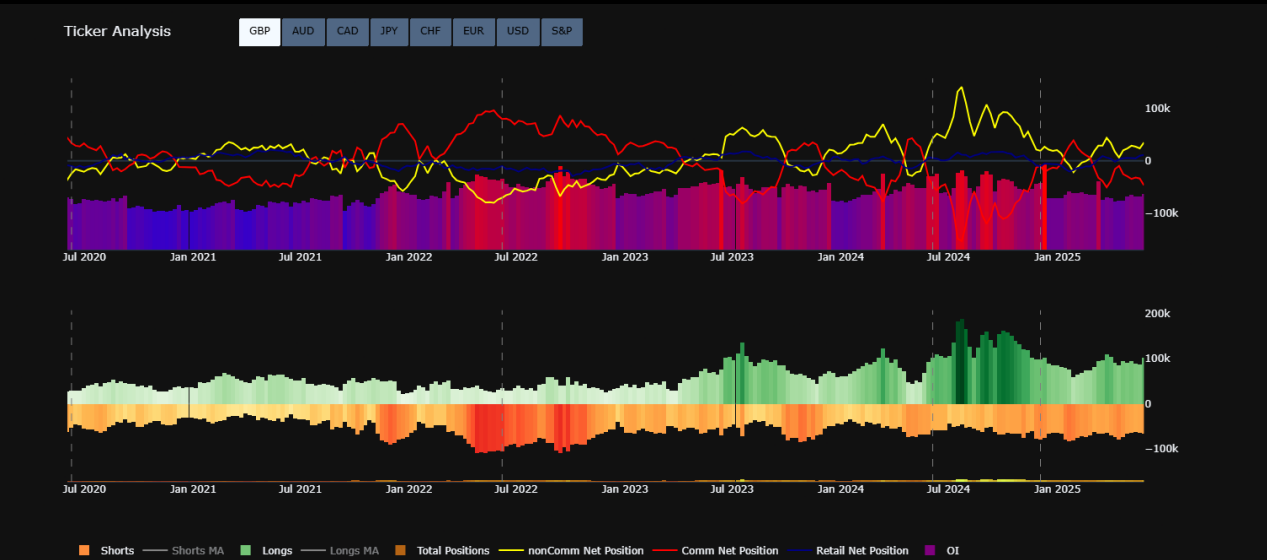 Ticker Analysis
GBP AUD CAD JPY CHF EUR USD S&P
100k
0
−100k
Jul 2020 Jan 2021 Jul 2021 Jan 2022 Jul 2022 Jan 2023 Jul 2023 Jan 2024 Jul 2024 Jan 2025
200k
100k
0
−100k
Jul 2020 Jan 2021 Jul 2021 Jan 2022 Jul 2022 Jan 2023 Jul 2023 Jan 2024 Jul 2024 Jan 2025
Shorts Shorts MA Longs Longs MA Total Positions nonComm Net Position Comm Net Position Retail Net Position OI